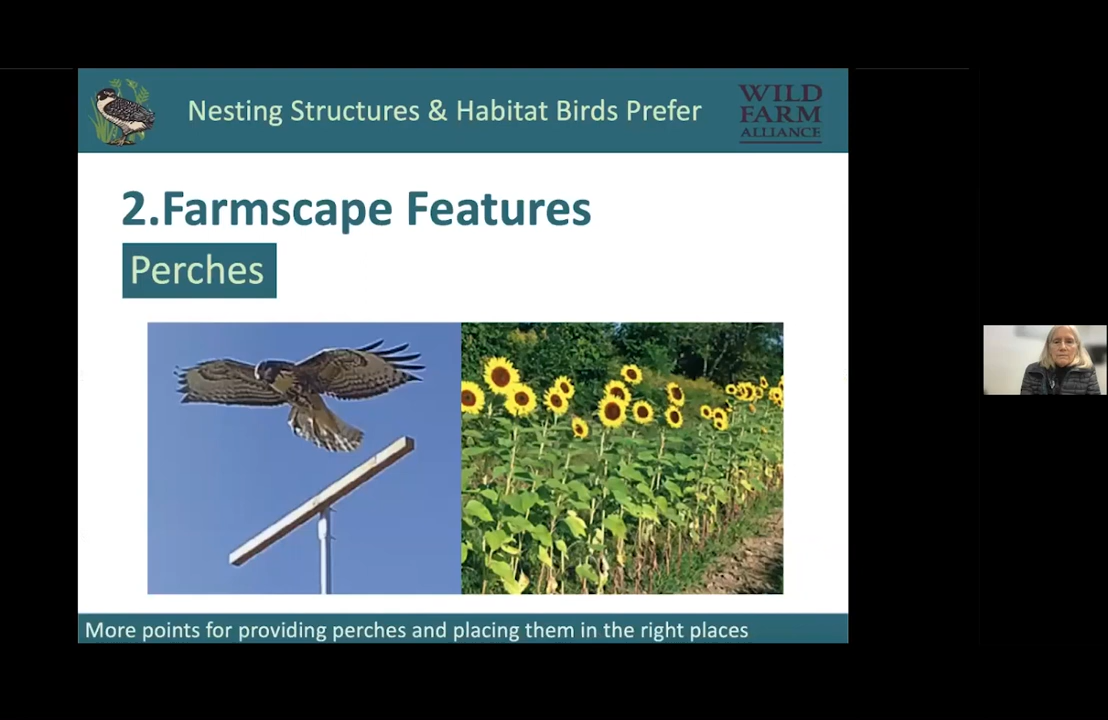 Nesting Structures & Habitat Birds Prefer
WILD
FARM
ALLIANCE
2.Farmscape Features
Perches
More points for providing perches and placing them in the right places